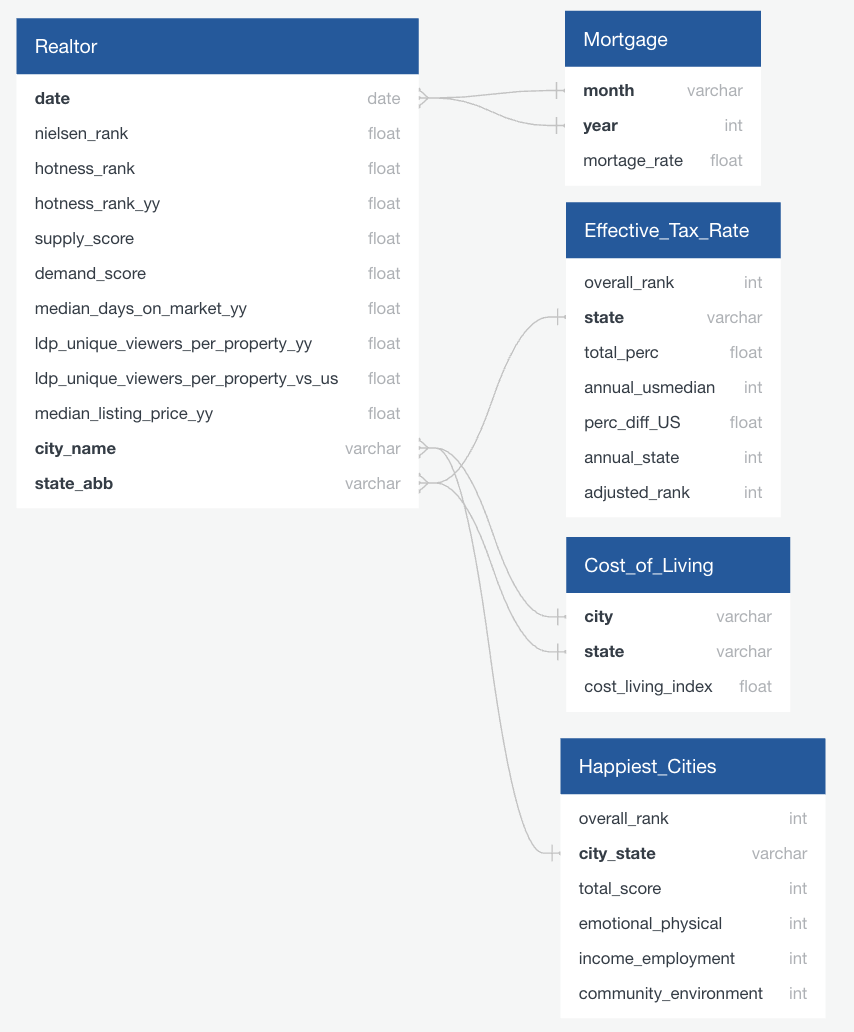 Realtor
date date
nielsen_rank float
hotness_rank float
hotness_rank_yy float
supply_score float
demand_score float
median_days_on_market_yy float
ldp_unique_viewers_per_property_yy float
ldp_unique_viewers_per_property_vs_us float
median_listing_price_yy float
city_name varchar
state_abb varchar
Mortgage
month varchar
year int
mortage_rate float
Effective_Tax_Rate
overall_rank int
state varchar
total_perc float
annual_usmedian int
perc_diff_US float
annual_state int
adjusted_rank int
Cost_of_Living
city varchar
state varchar
cost_living_index float
Happiest_Cities
overall_rank int
city_state varchar
total_score int
emotional_physical int
income_employment int
community_environment int